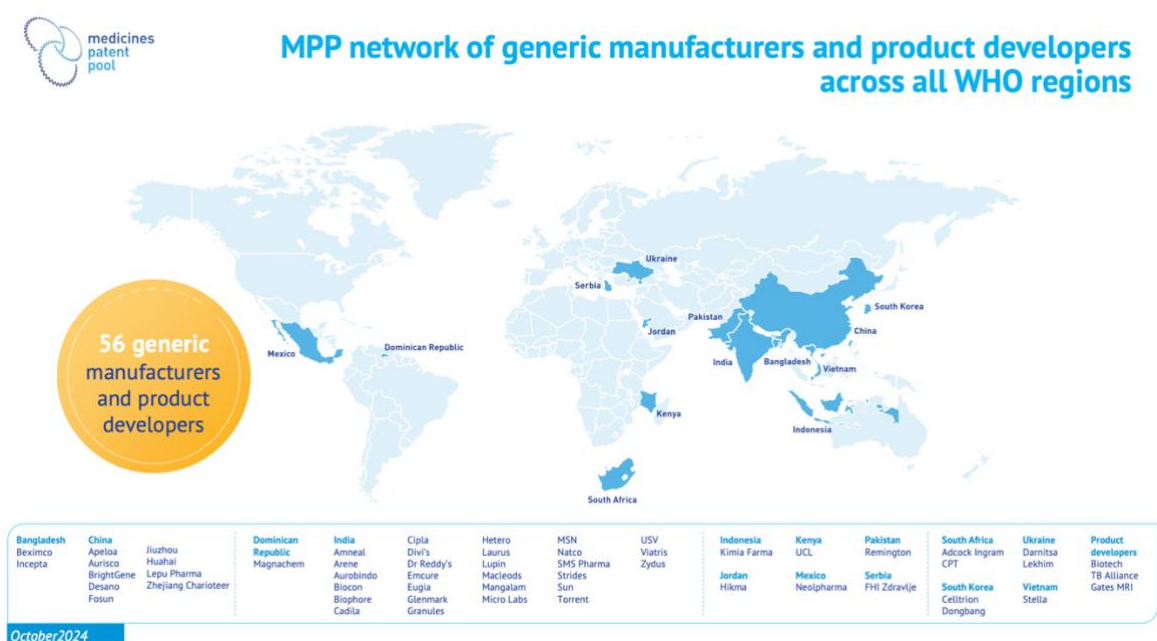 medicines
patent
pool
MPP network of generic manufacturers and product developers
across all WHO regions
56 generic
manufacturers
and product
developers
Ukraine
Serbia
South Korea
Pakistan
Jordan
China
Mexico
Dominican Republic
India
Bangladesh
Vietnam
Kenya
Indonesia
South Africa
Bangladesh
Beximco
Incepta
China
Apeloa
Aurisco
BrightGene
Desano
Fosun
Jiuzhou
Huahai
Lepu Pharma
Zhejiang Charioteer
Dominican
Republic
Magnachem
India
Amneal
Arene
Aurobindo
Biocon
Biophore
Cadila
Cipla
Divi's
Dr Reddy's
Emcure
Eugia
Glenmark
Granules
Hetero
Laurus
Lupin
Macleods
Mangalam
Micro Labs
MSN
Natco
SMS Pharma
Strides
Sun
Torrent
USV
Viatris
Zydus
Indonesia
Kimia Farma
Jordan
Hikma
Kenya
UCL
Mexico
Neolpharma
Pakistan
Remington
Serbia
FHI Zdravlje
South Africa
Adcock Ingram
CPT
South Korea
Celltrion
Dongbang
Ukraine
Darnitsa
Lekhim
Vietnam
Stella
Product
developers
Biotech
TB Alliance
Gates MRI
October2024